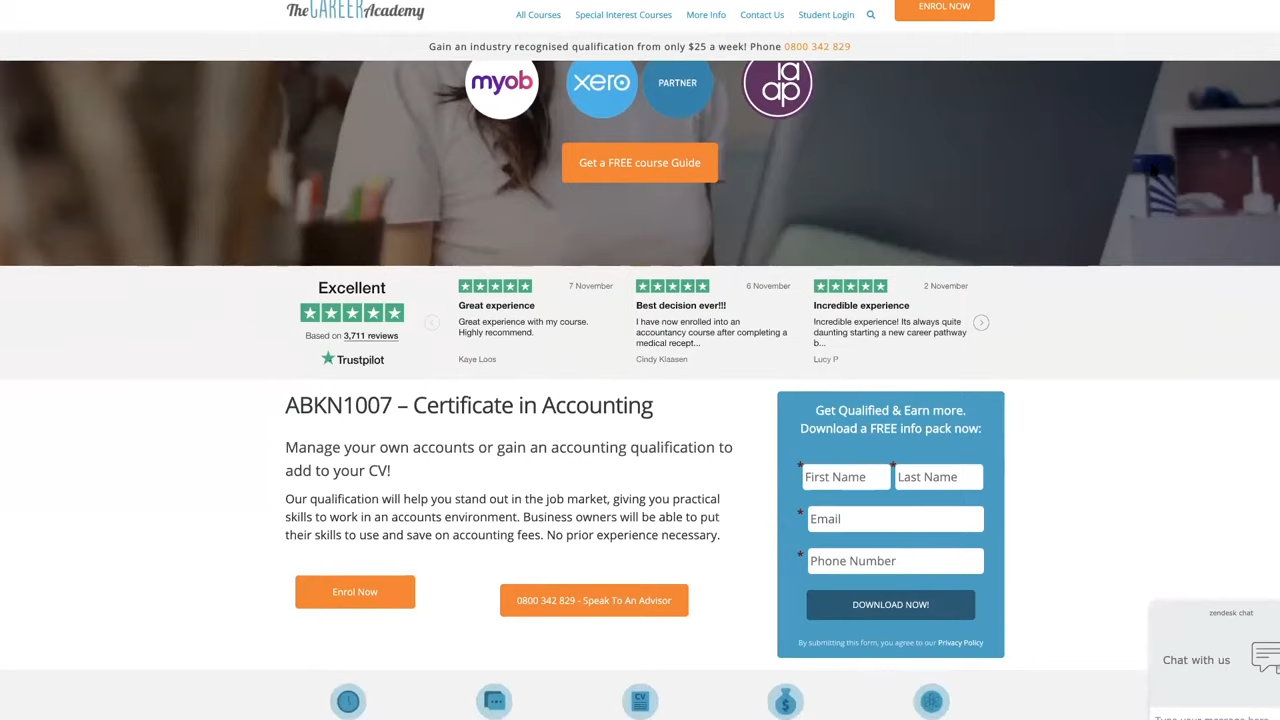 The CAREER Academy
All Courses Special Interest Courses More Info Contact Us Student Login
ENROL NOW
Gain an industry recognised qualification from only $25 a week! Phone 0800 342 829
myob
xero
PARTNER
ia
ap
Get a FREE course Guide
Excellent
Based on 3,711 reviews
Trustpilot
7 November
Great experience
Great experience with my course.
Highly recommend.
Kaye Loos
6 November
Best decision ever!!!
I have now enrolled into an
accountancy course after completing a
medical recept...
Cindy Klaasen
2 November
Incredible experience
Incredible experience! Its always quite
daunting starting a new career pathway
b...
Lucy P
ABKN1007 – Certificate in Accounting
Manage your own accounts or gain an accounting qualification to
add to your CV!
Our qualification will help you stand out in the job market, giving you practical
skills to work in an accounts environment. Business owners will be able to put
their skills to use and save on accounting fees. No prior experience necessary.
Enrol Now
0800 342 829 - Speak To An Advisor
Get Qualified & Earn more.
Download a FREE info pack now:
* First Name * Last Name
* Email
* Phone Number
DOWNLOAD NOW!
By submitting this form, you agree to our Privacy Policy
zendesk chat
Chat with us
Type your message here
CV
$